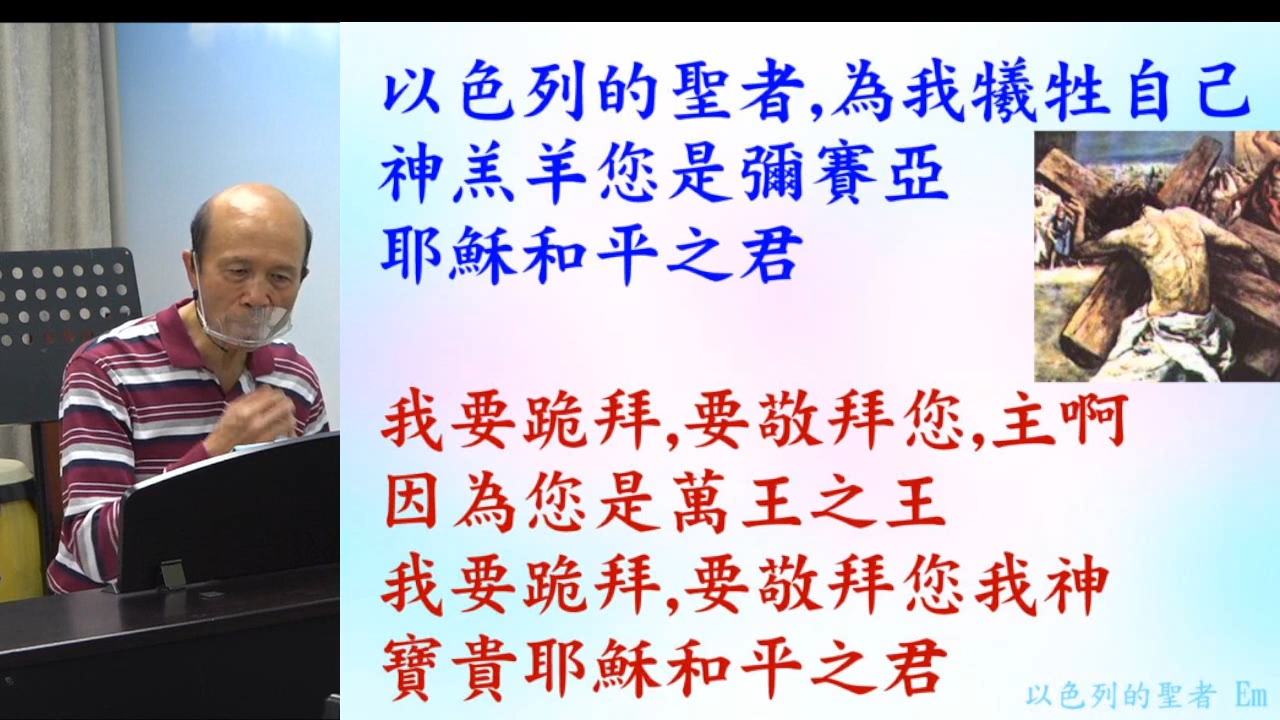 以色列的聖者,為我犧牲自己
神羔羊您是彌賽亞
耶穌和平之君
我要跪拜,要敬拜您,主啊
因為您是萬王之王
我要跪拜,要敬拜您我神
寶貴耶穌和平之君
以色列的聖者 Em